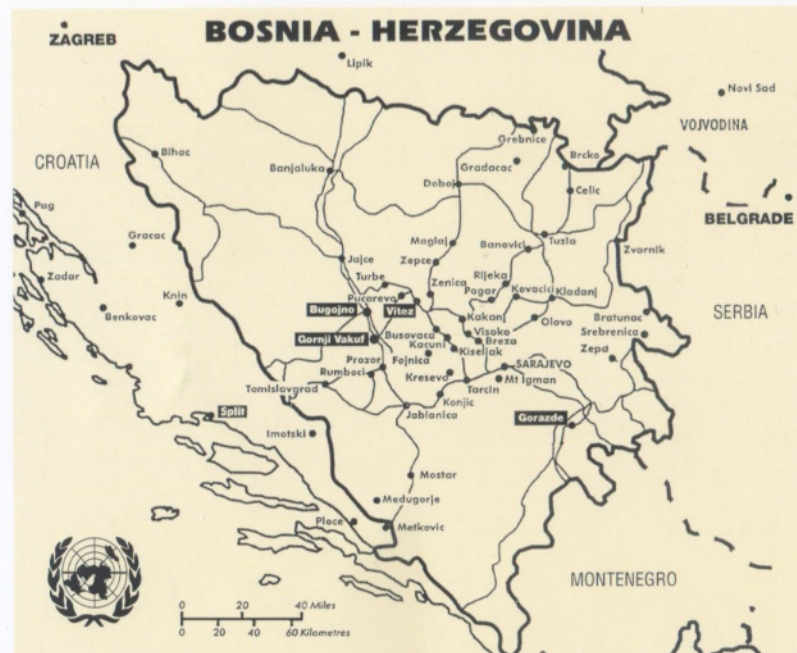 BOSNIA - HERZEGOVINA
ZAGREB
Lipik
Novi Sad
VOJVODINA
Grebnice
Brcko
Gradacac
CROATIA
Bihac
Banjaluka
Doboj
Celic
BELGRADE
Pag
Gracac
Maglaj
Banovici
Tuzla
Zvornik
Jajce
Zepce
Zadar
Turbe
Zenica
Rijeka
Pogar
Kovacici
Kladanj
Knin
Pucarevo
Benkovac
Bugojno
Vitez
Kakanj
Olovo
Bratunac
SERBIA
Gornji Vakuf
Busovaca
Visoko
Srebrenica
Kacuni
Breza
Kiseljak
Zepa
Prozor
Fojnica
SARAJEVO
Rumboci
Kresevo
Mt Igman
Tarcin
Tomislavgrad
Konjic
Split
Jablanica
Gorazde
Imotski
Mostar
Medugorje
Ploce
Metkovic
MONTENEGRO
0 20 40 Miles
0 20 40 60 Kilometres